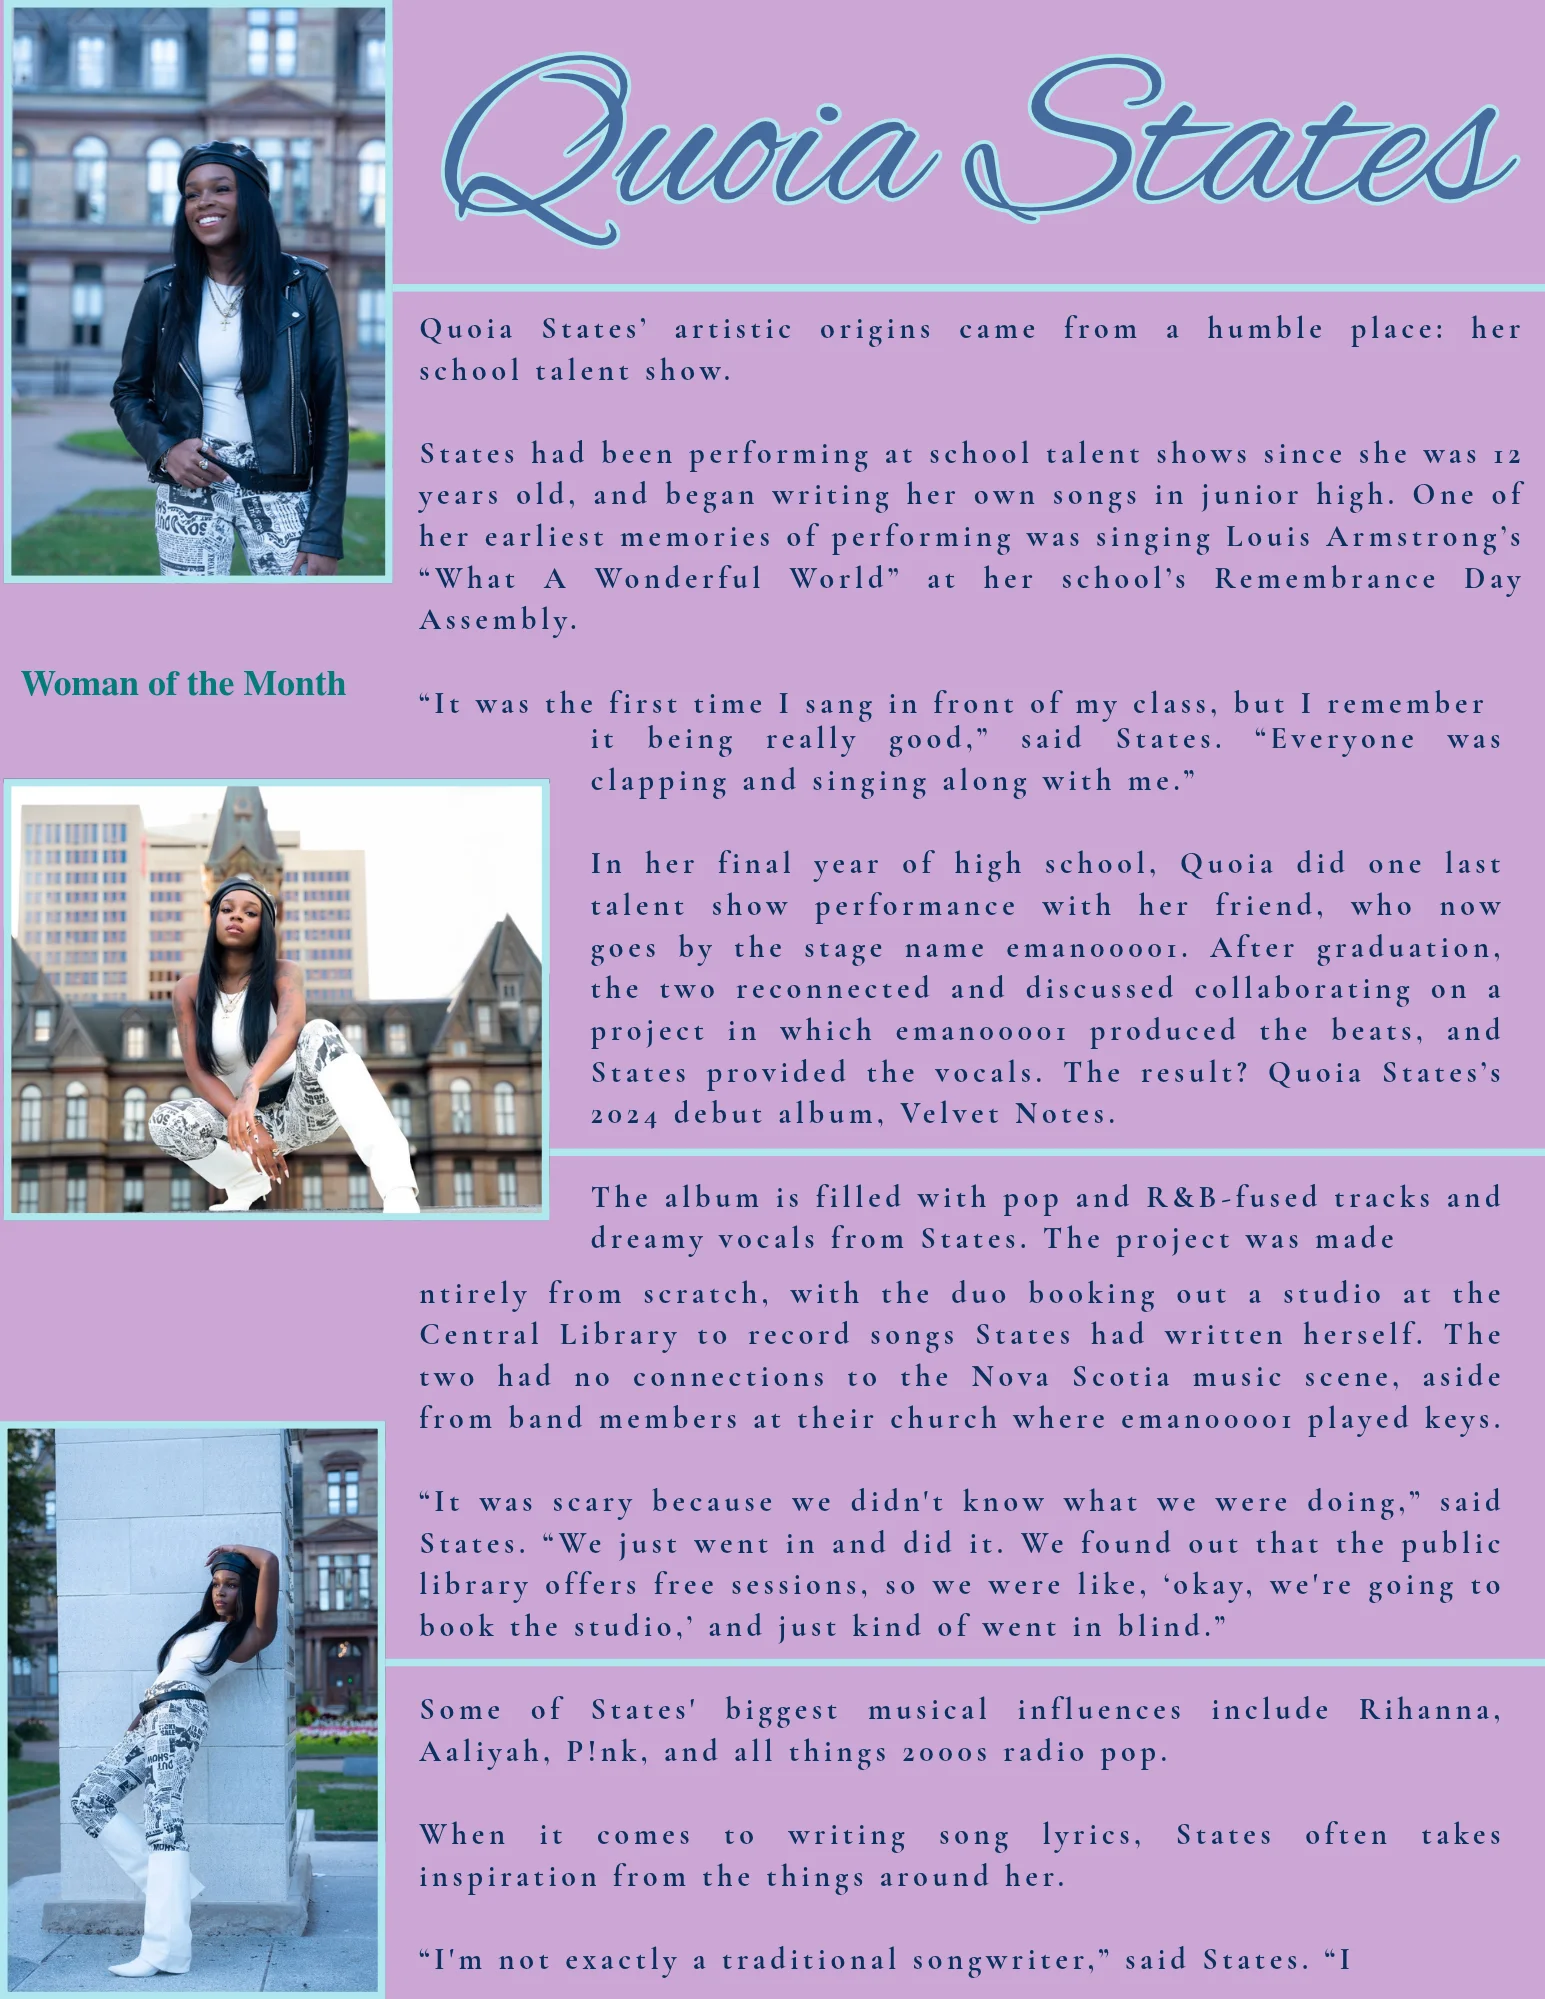 Quoia States
Quoia States’ artistic origins came from a humble place: her
school talent show.
States had been performing at school talent shows since she was 12
years old, and began writing her own songs in junior high. One of
her earliest memories of performing was singing Louis Armstrong’s
“What A Wonderful World” at her school’s Remembrance Day
Assembly.
Woman of the Month
“It was the first time I sang in front of my class, but I remember
it being really good,” said States. “Everyone was
clapping and singing along with me.”
In her final year of high school, Quoia did one last
talent show performance with her friend, who now
goes by the stage name eman00001. After graduation,
the two reconnected and discussed collaborating on a
project in which eman00001 produced the beats, and
States provided the vocals. The result? Quoia States’s
2024 debut album, Velvet Notes.
The album is filled with pop and R&B-fused tracks and
dreamy vocals from States. The project was made
ntirely from scratch, with the duo booking out a studio at the
Central Library to record songs States had written herself. The
two had no connections to the Nova Scotia music scene, aside
from band members at their church where eman00001 played keys.
“It was scary because we didn't know what we were doing,” said
States. “We just went in and did it. We found out that the public
library offers free sessions, so we were like, ‘okay, we're going to
book the studio,’ and just kind of went in blind.”
Some of States' biggest musical influences include Rihanna,
Aaliyah, P!nk, and all things 2000s radio pop.
When it comes to writing song lyrics, States often takes
inspiration from the things around her.
“I'm not exactly a traditional songwriter,” said States. “I